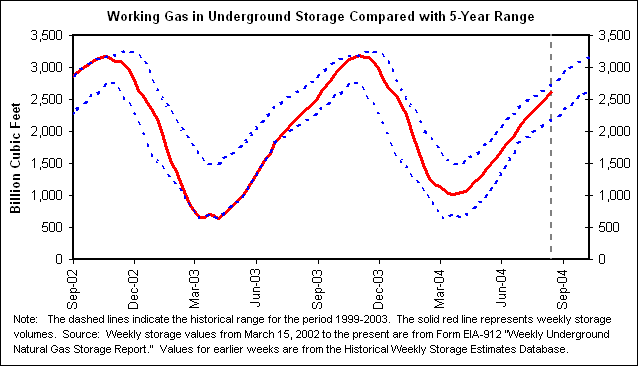 Working Gas in Underground Storage Compared with 5-Year Range
Billion Cubic Feet
3,500
3,000
2,500
2,000
1,500
1,000
500
0
3,500
3,000
2,500
2,000
1,500
1,000
500
0
Sep-02
Dec-02
Mar-03
Jun-03
Sep-03
Dec-03
Mar-04
Jun-04
Sep-04
Note: The dashed lines indicate the historical range for the period 1999-2003. The solid red line represents weekly storage
volumes. Source: Weekly storage values from March 15, 2002 to the present are from Form EIA-912 "Weekly Underground
Natural Gas Storage Report." Values for earlier weeks are from the Historical Weekly Storage Estimates Database.